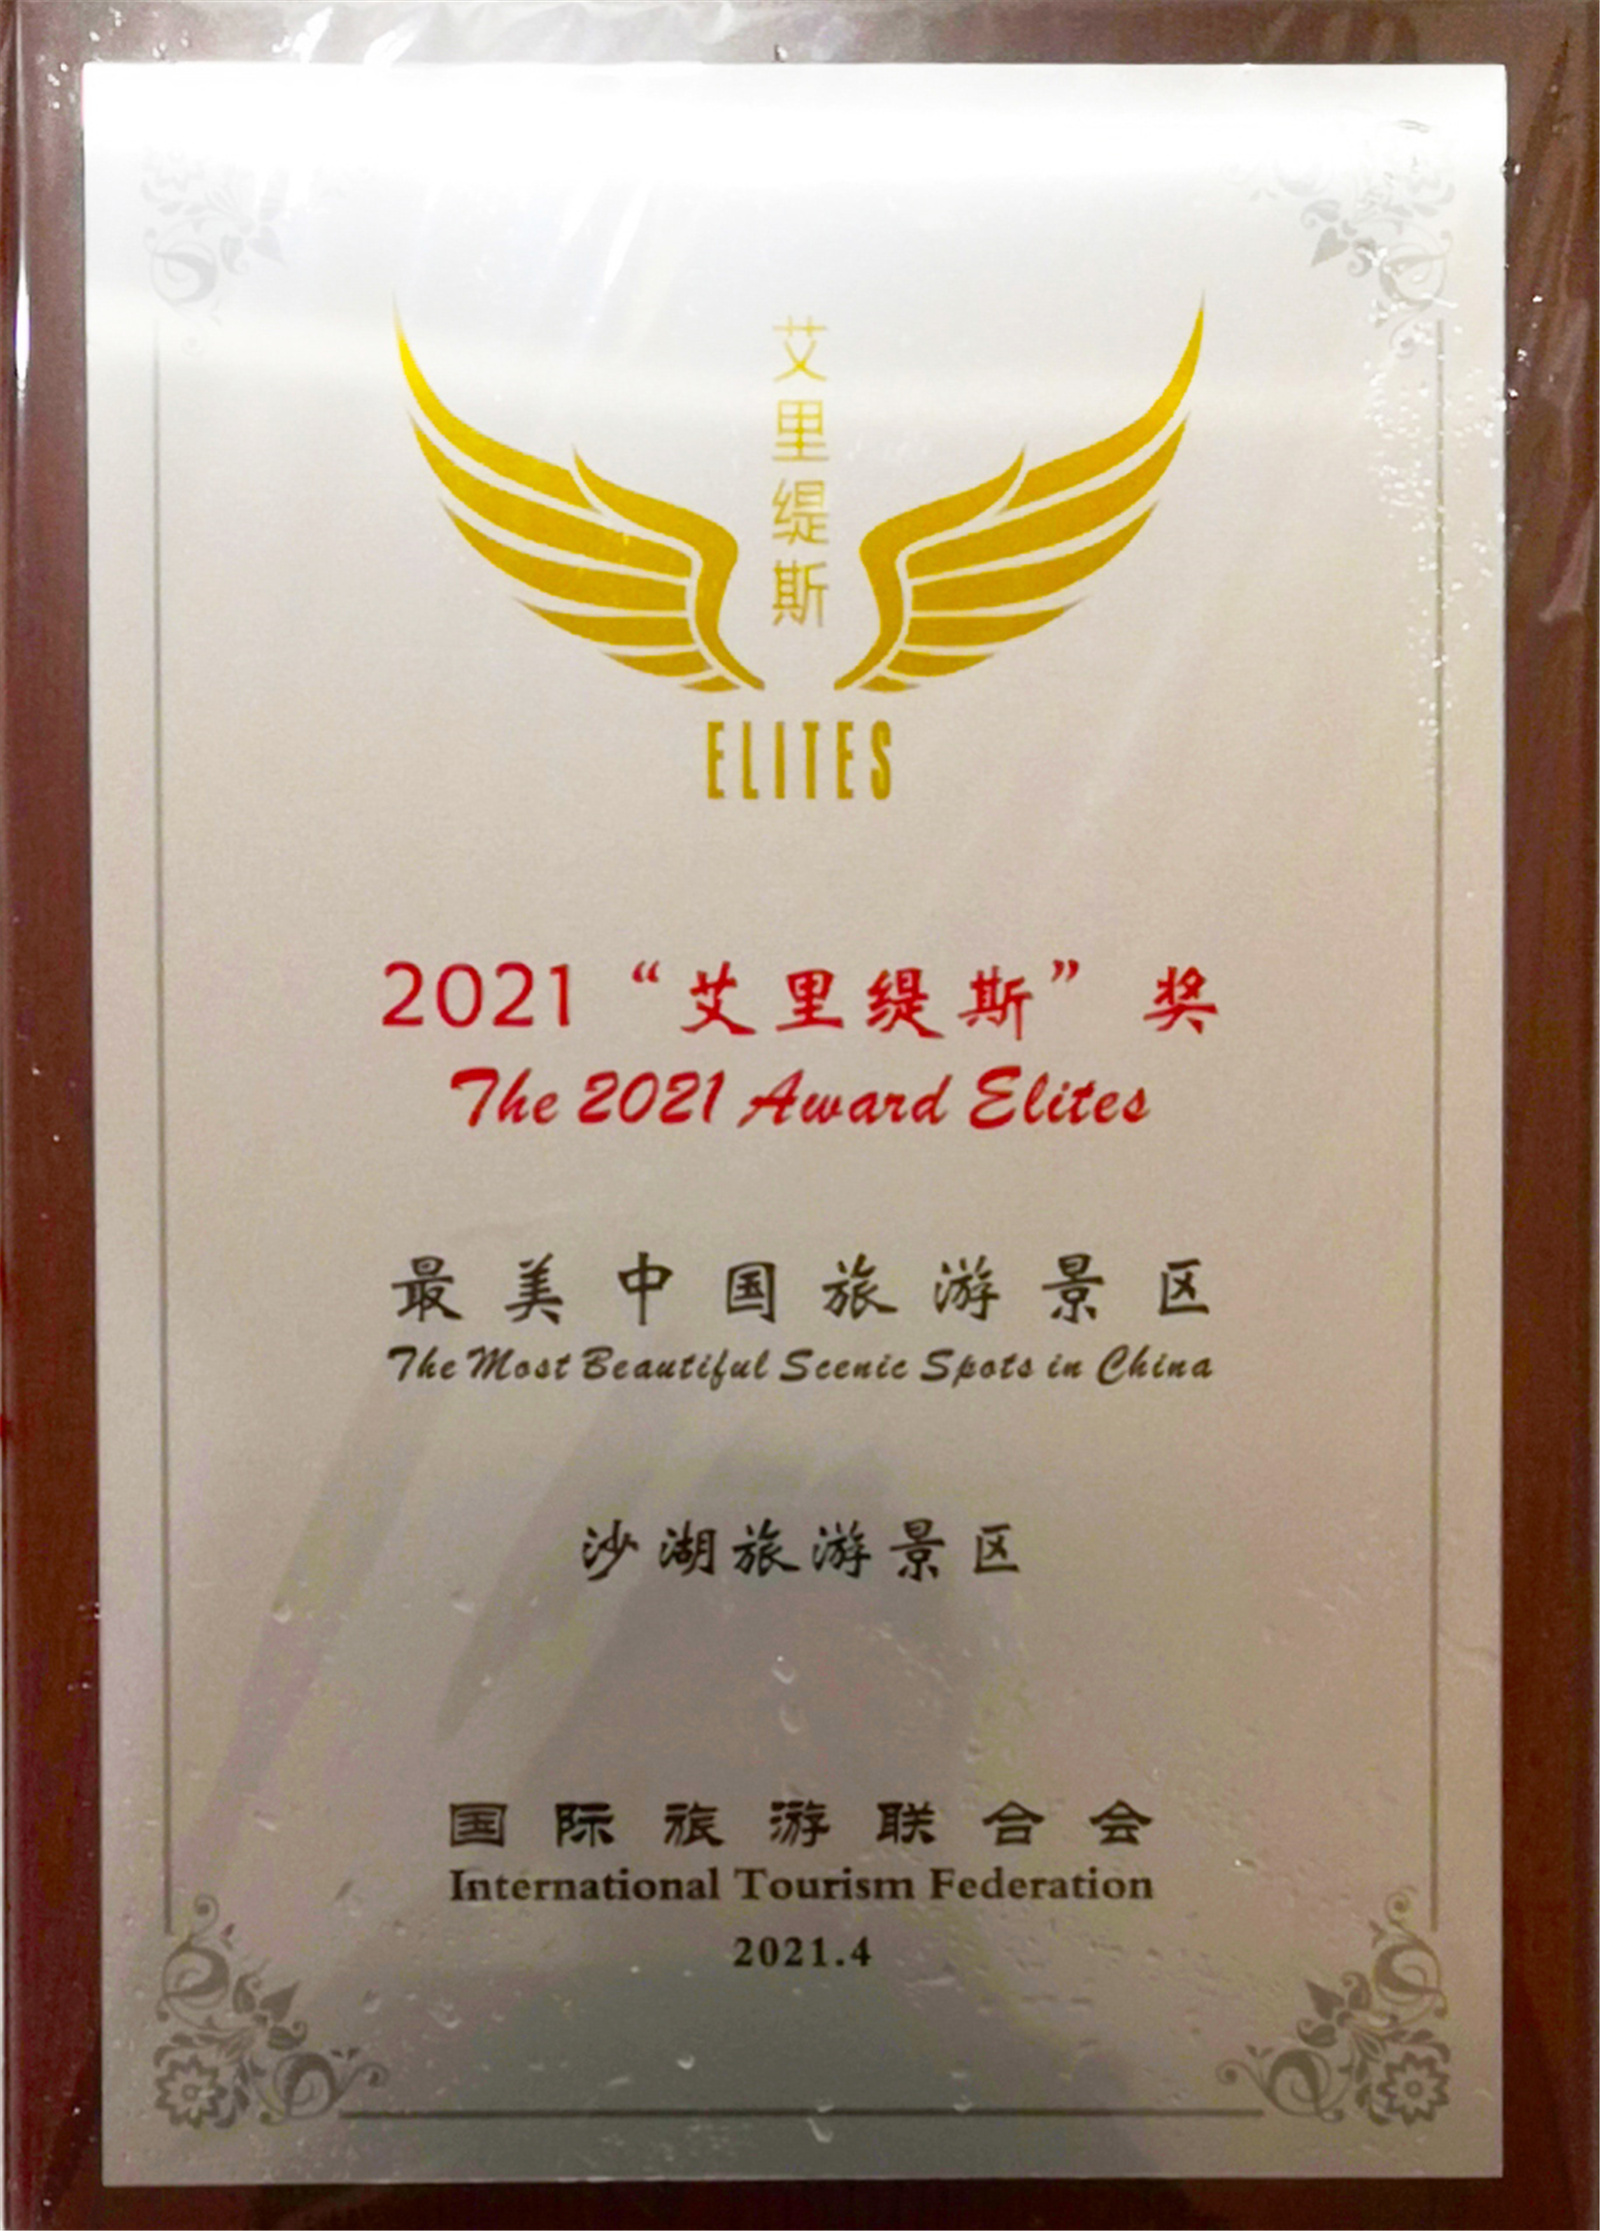 艾里缇斯
ELITES
2021“艾里缇斯”奖
The 2021 Award Elites
最美中国旅游景区
The Most Beautiful Scenic Spots in China
沙湖旅游景区
国际旅游联合会
International Tourism Federation
2021.4